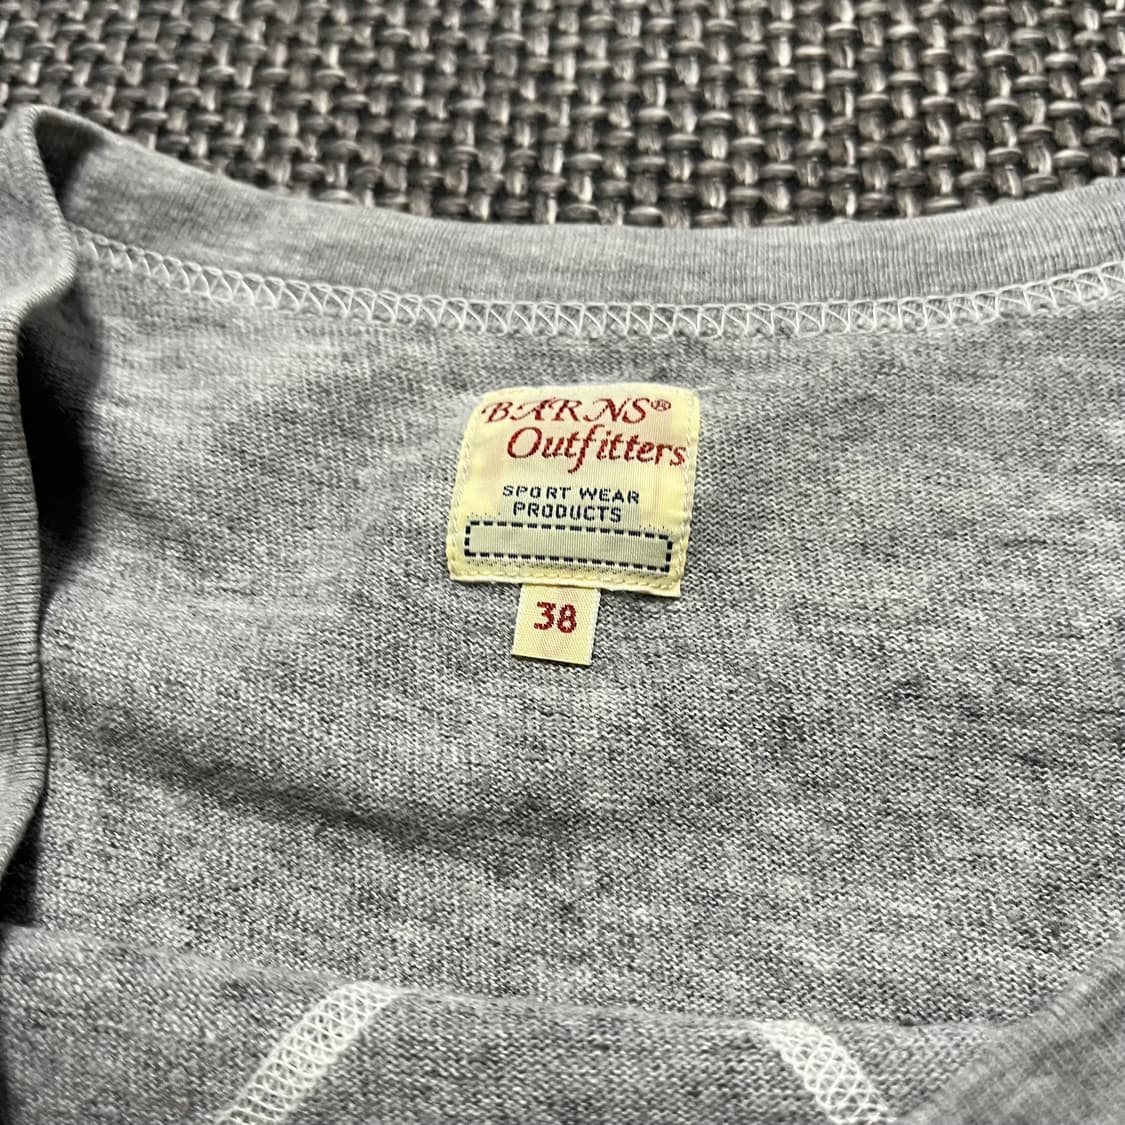 BARNS®
Outfitters
SPORT WEAR
PRODUCTS
38